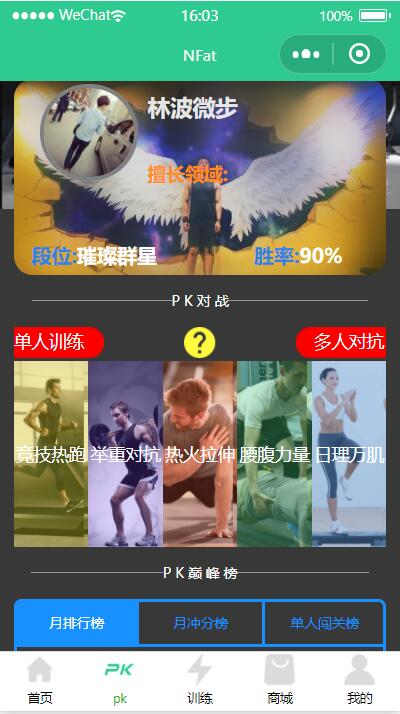 WeChat 16:03 100%
NFat
林波微步
擅长领域:
段位:璀璨群星 胜率:90%
PK对战
单人训练 ? 多人对抗
竞技热跑 举重对抗 热火拉伸 腰腹力量 日理万肌
PK巅峰榜
月排行榜 月冲分榜 单人闯关榜
PK
首页 pk 训练 商城 我的